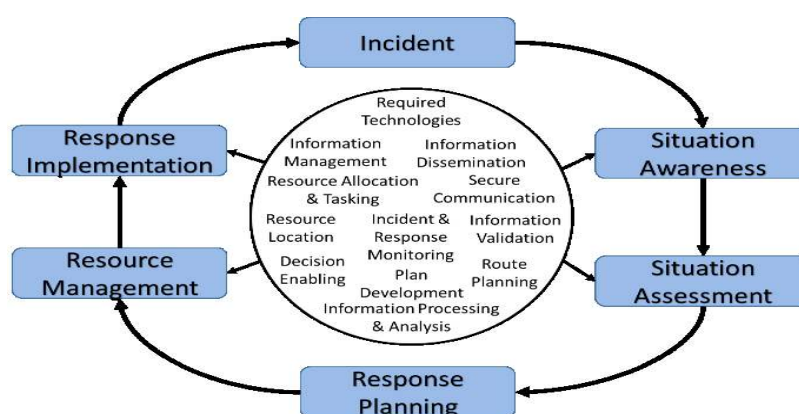 Incident
Response
Implementation
Situation
Awareness
Required
Technologies
Information
Management
Information
Dissemination
Resource Allocation
& Tasking
Secure
Communication
Resource
Location
Incident &
Response
Monitoring
Information
Validation
Decision
Enabling
Plan
Development
Route
Planning
Information Processing
& Analysis
Resource
Management
Situation
Assessment
Response
Planning